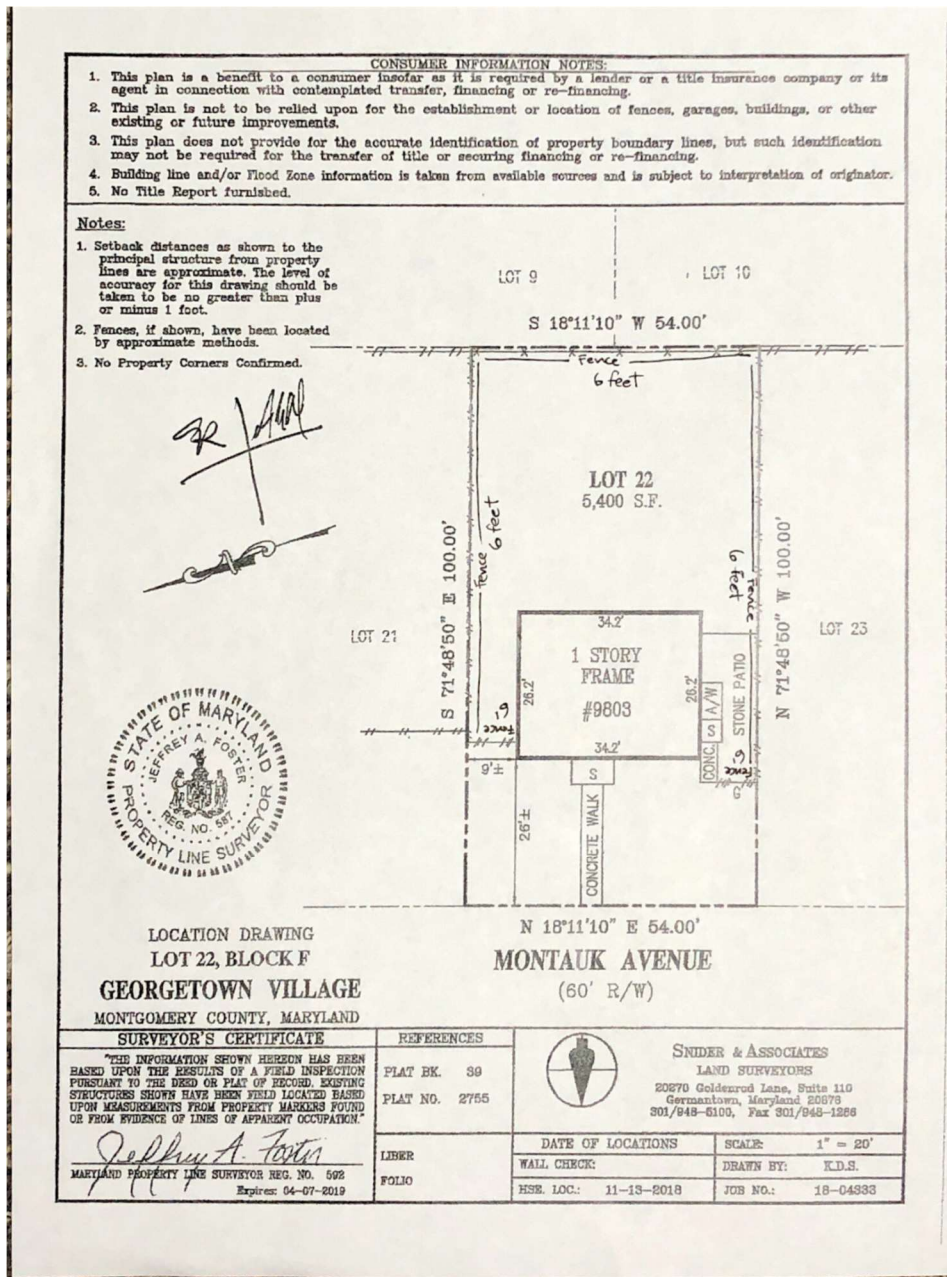 CONSUMER INFORMATION NOTES:
1. This plan is a benefit to a consumer insofar as it is required by a lender or a title insurance company or its
agent in connection with contemplated transfer, financing or re-financing.
2. This plan is not to be relied upon for the establishment or location of fences, garages, buildings, or other
existing or future improvements.
3. This plan does not provide for the accurate identification of property boundary lines, but such identification
may not be required for the transfer of title or securing financing or re-financing.
4. Building line and/or Flood Zone information is taken from available sources and is subject to interpretation of originator.
5. No Title Report furnished.
Notes:
1. Setback distances as shown to the
principal structure from property
lines are approximate. The level of
accuracy for this drawing should be
taken to be no greater than plus
or minus 1 foot.
2. Fences, if shown, have been located
by approximate methods.
3. No Property Corners Confirmed.
LOT 9
LOT 10
S 18°11'10" W 54.00'
Fence
6 feet
LOT 22
5,400 S.F.
S 71°48'50" E 100.00'
Fence
6 feet
6 feet
Fence
N 71°48'50" W 100.00'
LOT 21
LOT 23
34.2'
1 STORY
FRAME
#9803
26.2'
26.2'
34.2'
S A/W
STONE PATIO
CONC.
Fence 6'
Fence 6'
9'±
S
26'±
CONCRETE WALK
STATE OF MARYLAND
JEFFREY A. FOSTER
REG. NO. 587
PROPERTY LINE SURVEYOR
N 18°11'10" E 54.00'
MONTAUK AVENUE
(60' R/W)
LOCATION DRAWING
LOT 22, BLOCK F
GEORGETOWN VILLAGE
MONTGOMERY COUNTY, MARYLAND
SURVEYOR'S CERTIFICATE
"THE INFORMATION SHOWN HEREON HAS BEEN
BASED UPON THE RESULTS OF A FIELD INSPECTION
PURSUANT TO THE DEED OR PLAT OF RECORD. EXISTING
STRUCTURES SHOWN HAVE BEEN FIELD LOCATED BASED
UPON MEASUREMENTS FROM PROPERTY MARKERS FOUND
OR FROM EVIDENCE OF LINES OF APPARENT OCCUPATION."
Jeffrey A. Foster
MARYLAND PROPERTY LINE SURVEYOR REG. NO. 592
Expires: 04-07-2019
REFERENCES
PLAT BK. 39
PLAT NO. 2755
LIBER
FOLIO
SNIDER & ASSOCIATES
LAND SURVEYORS
20270 Goldenrod Lane, Suite 110
Germantown, Maryland 20876
301/948-5100, Fax 301/948-1286
DATE OF LOCATIONS
WALL CHECK:
HSE. LOC.: 11-13-2018
SCALE: 1" = 20'
DRAWN BY: K.D.S.
JOB NO.: 18-04333